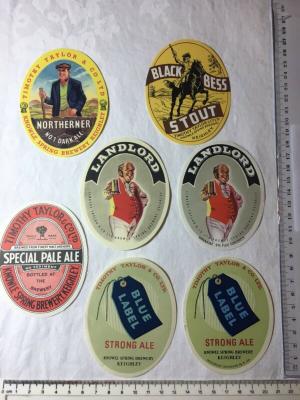 TIMOTHY TAYLOR & CO LTD
NORTHERNER
NO.1. DARK ALE
KNOWLE SPRING BREWERY KEIGHLEY
BLACK BESS
STOUT
TIMOTHY TAYLOR
KEIGHLEY
LANDLORD
LANDLORD
TIMOTHY TAYLOR & CO. LTD.
SPECIAL PALE ALE
BOTTLED AT
THE
BREWERY
KNOWLE SPRING BREWERY KEIGHLEY
TIMOTHY TAYLOR & CO. LTD
BLUE
LABEL
STRONG ALE
KNOWLE SPRING BREWERY
KEIGHLEY
TIMOTHY TAYLOR & CO. LTD
BLUE
LABEL
STRONG ALE
KNOWLE SPRING BREWERY
KEIGHLEY